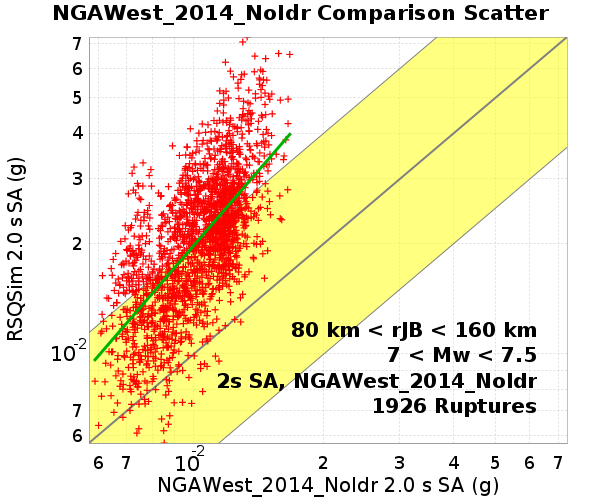 NGAWest_2014_NoIdr Comparison Scatter
7
6
5
4
3
2
10-2
7
6
RSQSim 2.0 s SA (g)
80 km < rJB < 160 km
7 < Mw < 7.5
2s SA, NGAWest_2014_NoIdr
1926 Ruptures
6 7 10-2 2 3 4 5 6 7
NGAWest_2014_NoIdr 2.0 s SA (g)